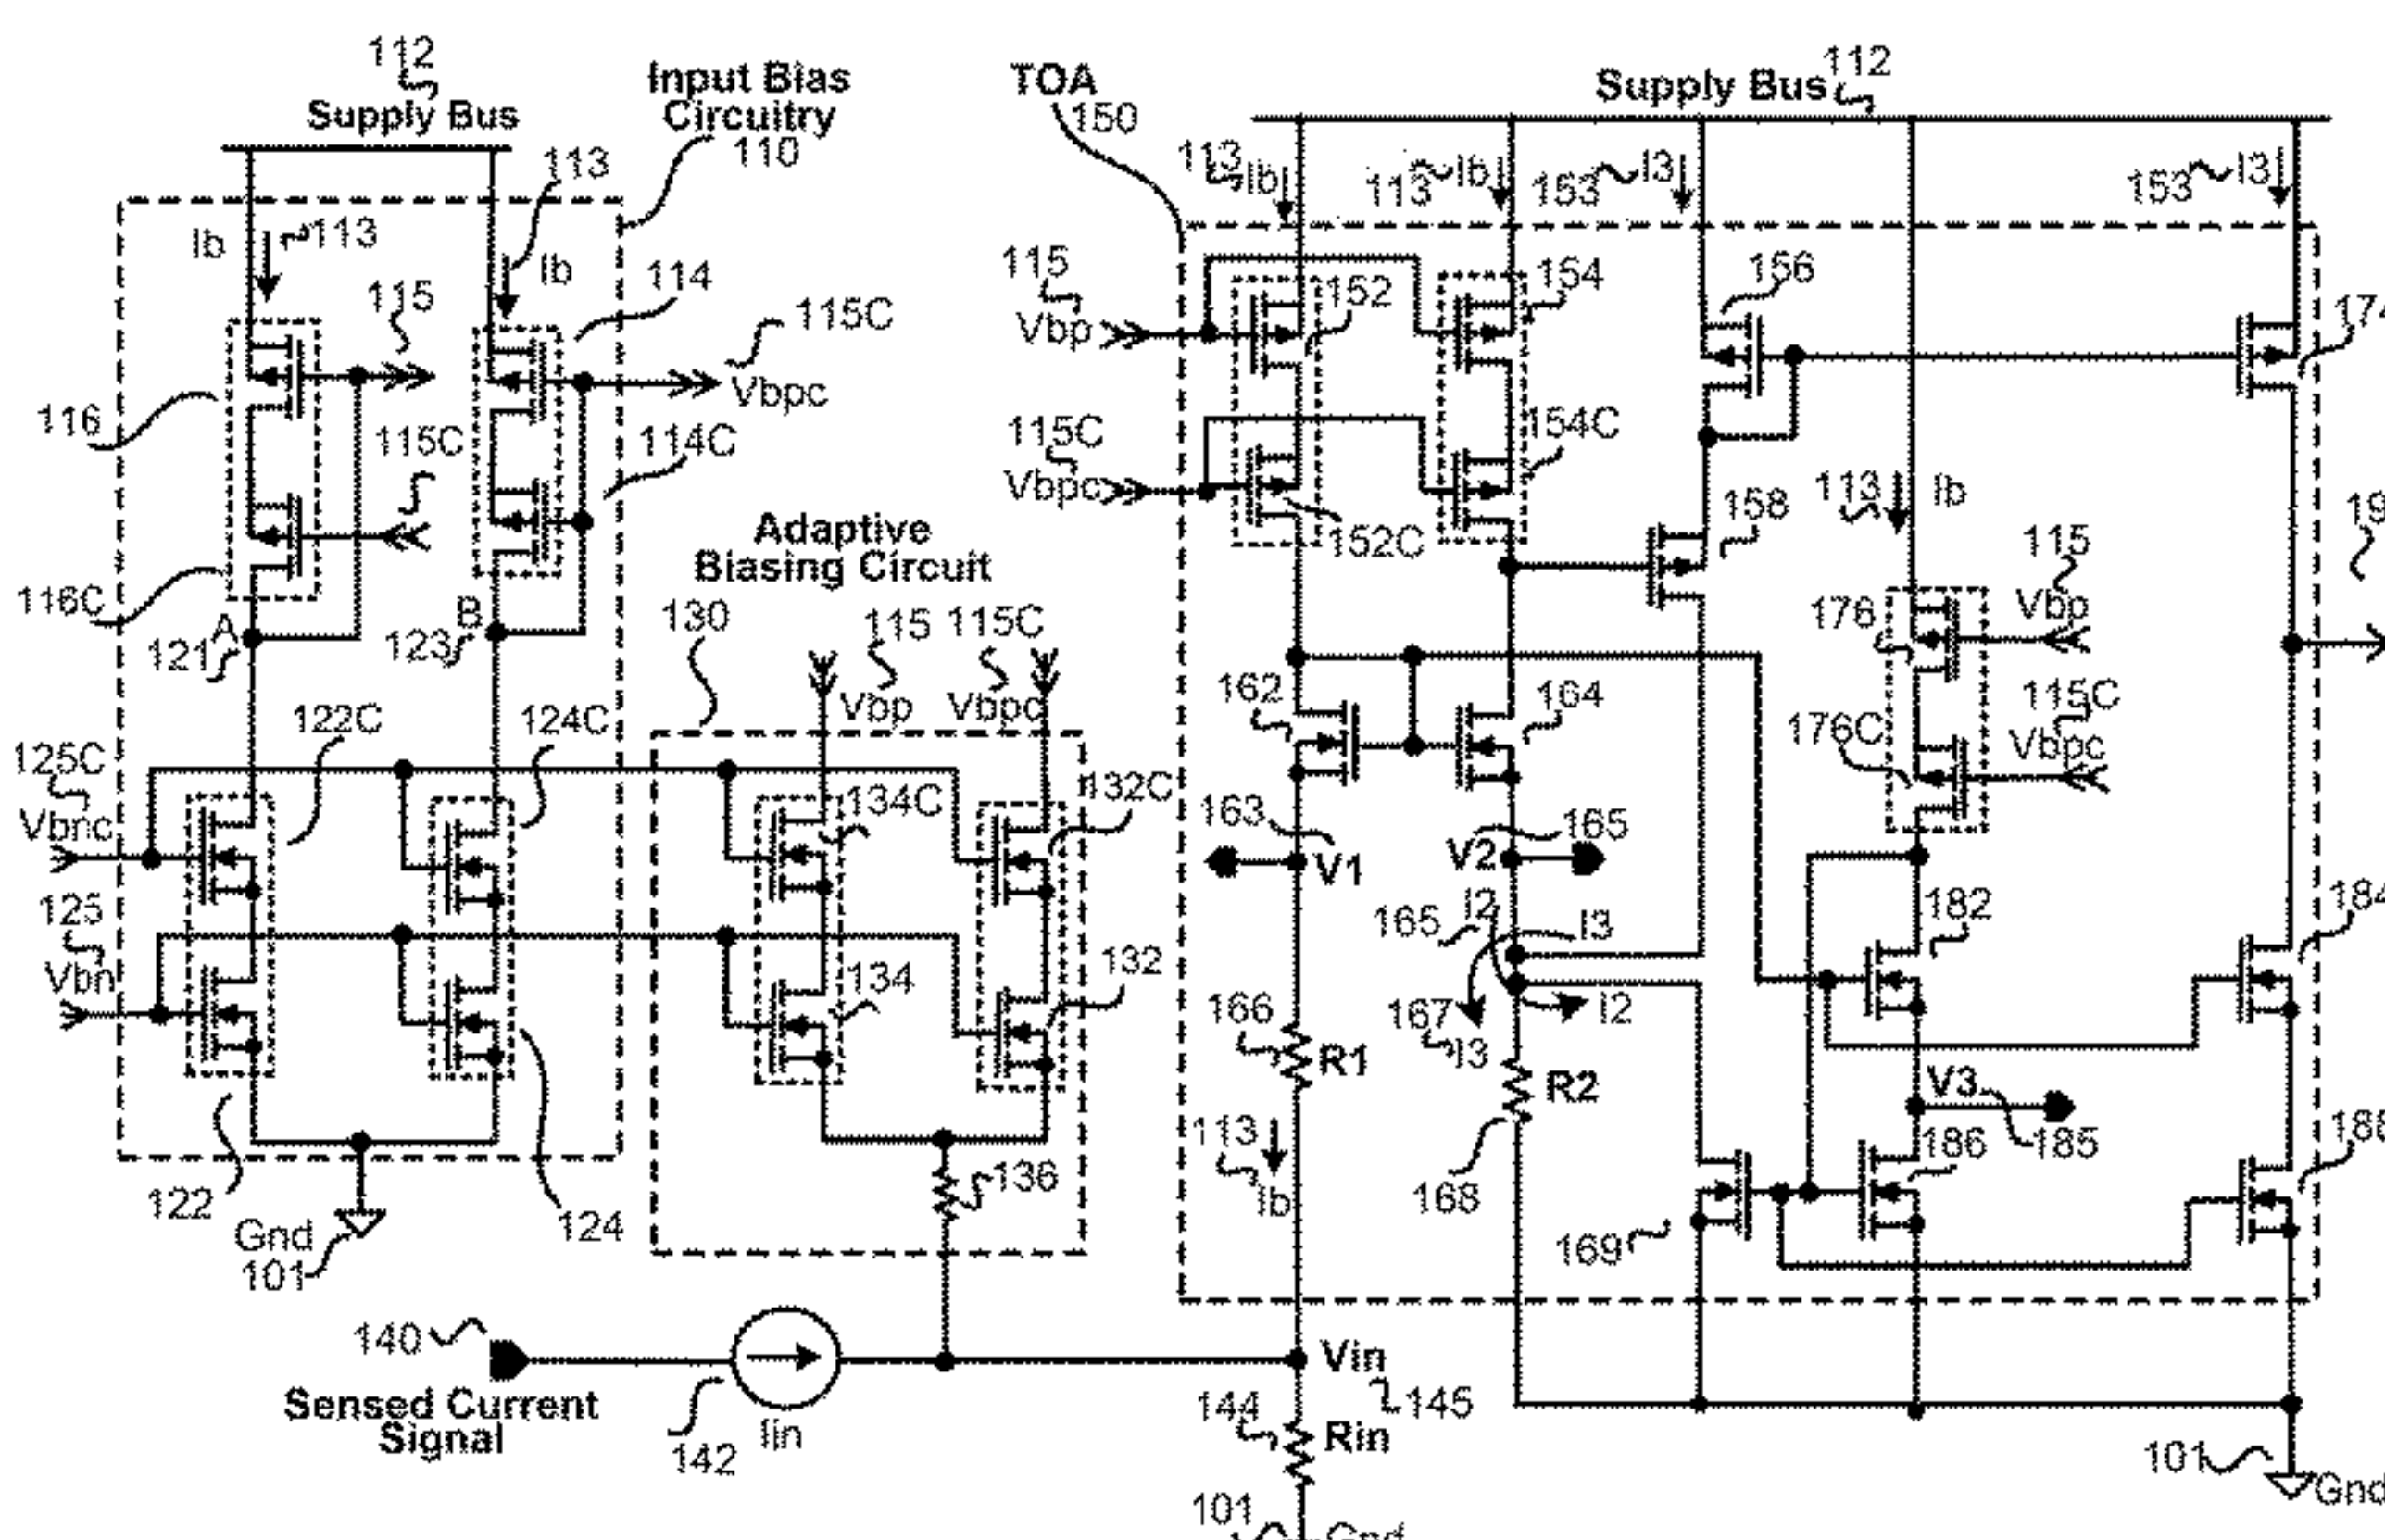 112
Supply Bus
Input Bias
Circuitry
110
TOA
150
Supply Bus
112
113
Ib
113
Ib
114
115
115C
Vbpc
116
115C
114C
116C
A
121
B
123
Adaptive
Biasing Circuit
130
115
115C
Vbp
Vbpc
122C
124C
125C
Vbnc
134C
132C
125
Vbn
134
132
122
124
136
Gnd
101
140
Sensed Current
Signal
142
Iin
113
Ib
113
Ib
153
I3
153
I3
115
Vbp
152
154
156
115C
Vbpc
154C
152C
158
113
Ib
115
Vbp
176
115C
Vbpc
176C
162
164
163
V1
V2
165
165
I2
I3
182
167
I3
I2
166
R1
R2
V3
185
113
Ib
168
186
169
Vin
145
144
Rin
101
Gnd
101
Gnd